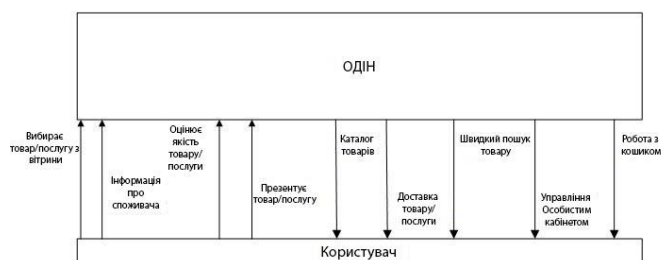 ОДІН
Вибирає
товар/послугу з
вітрини
Інформація
про
споживача
Оцінює
якість
товару/
послуги
Презентує
товар/послугу
Каталог
товарів
Доставка
товару/
послуги
Швидкий пошук
товару
Управління
Особистим
кабінетом
Робота з
кошиком
Користувач